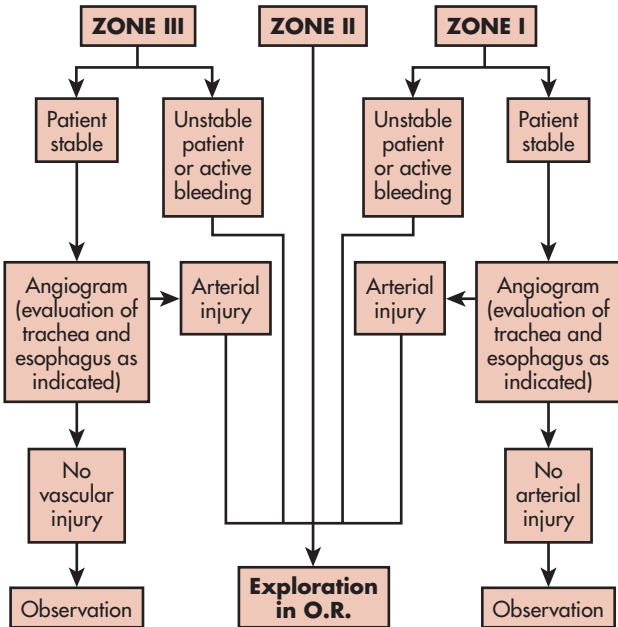 ZONE III
ZONE II
ZONE I
Patient
stable
Unstable
patient
or active
bleeding
Unstable
patient
or active
bleeding
Patient
stable
Angiogram
(evaluation of
trachea and
esophagus as
indicated)
Arterial
injury
Arterial
injury
Angiogram
(evaluation of
trachea and
esophagus as
indicated)
No
vascular
injury
No
arterial
injury
Observation
Exploration
in O.R.
Observation